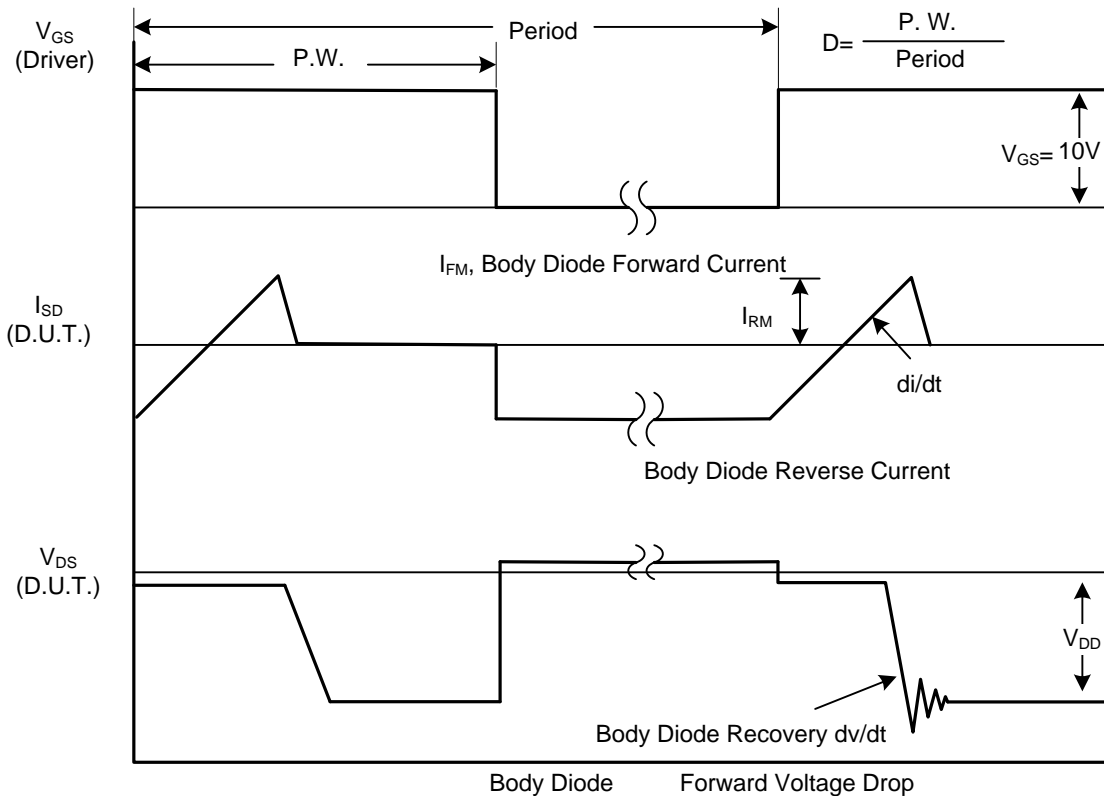 V_GS
(Driver)
Period
P.W.
D= P. W.
Period
V_GS= 10V
I_FM, Body Diode Forward Current
I_SD
(D.U.T.)
I_RM
di/dt
Body Diode Reverse Current
V_DS
(D.U.T.)
V_DD
Body Diode Recovery dv/dt
Body Diode Forward Voltage Drop